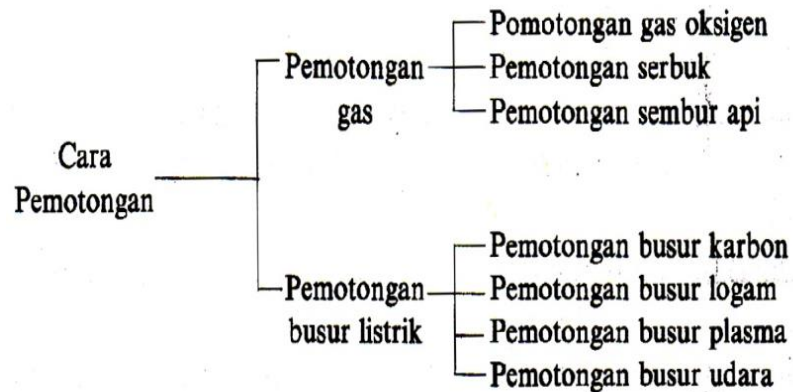 Cara
Pemotongan
Pemotongan
gas
Pomotongan gas oksigen
Pemotongan serbuk
Pemotongan sembur api
Pemotongan
busur listrik
Pemotongan busur karbon
Pemotongan busur logam
Pemotongan busur plasma
Pemotongan busur udara